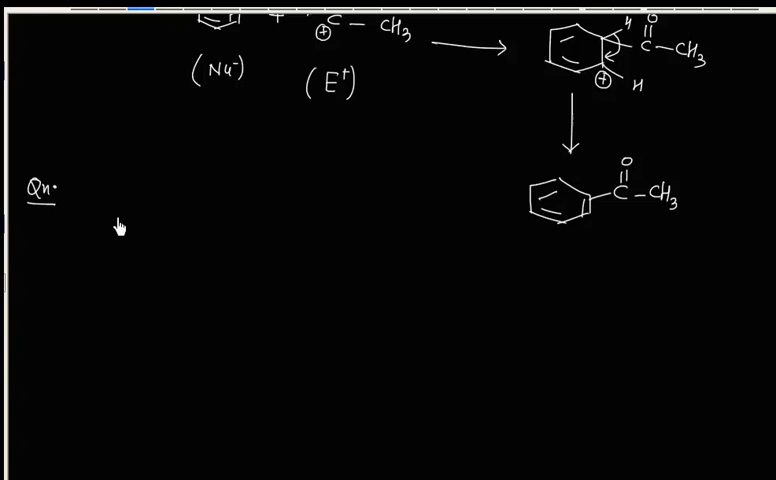 + C — CH3
⊕
(Nu-) (E+)
H O
C — CH3
⊕ H
Qn.
O
C — CH3